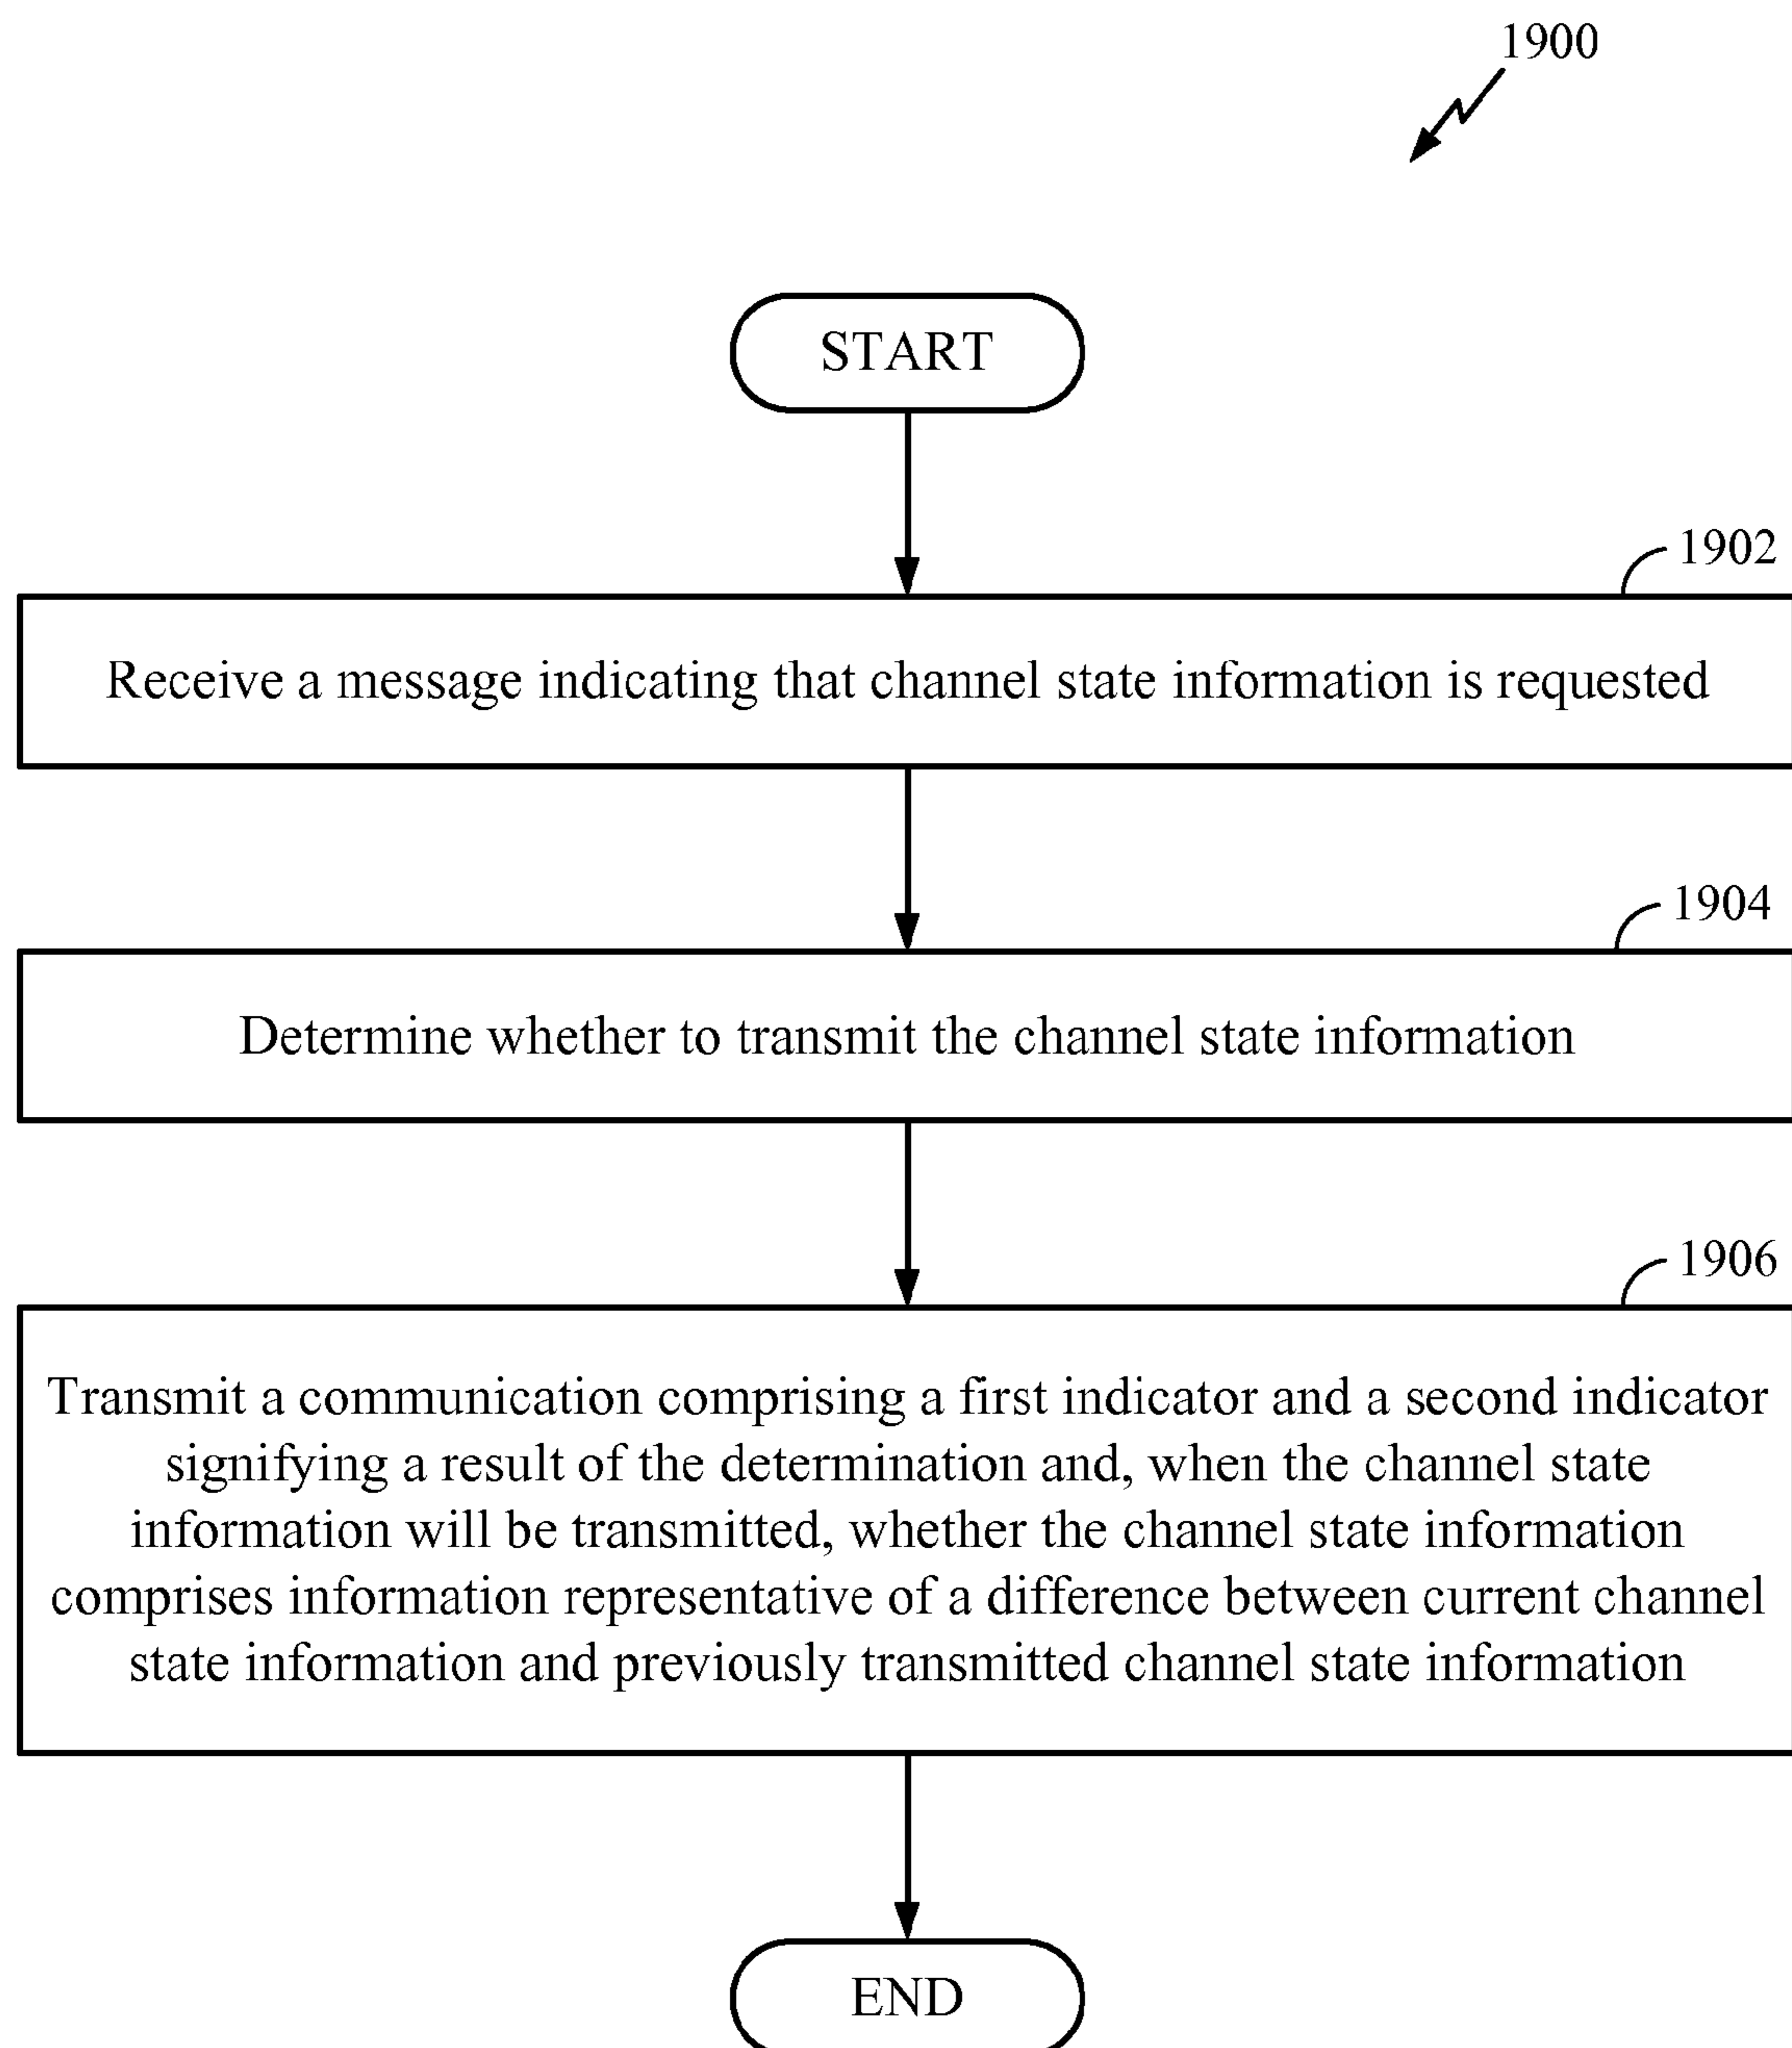 1900
START
1902
Receive a message indicating that channel state information is requested
1904
Determine whether to transmit the channel state information
1906
Transmit a communication comprising a first indicator and a second indicator
signifying a result of the determination and, when the channel state
information will be transmitted, whether the channel state information
comprises information representative of a difference between current channel
state information and previously transmitted channel state information
END